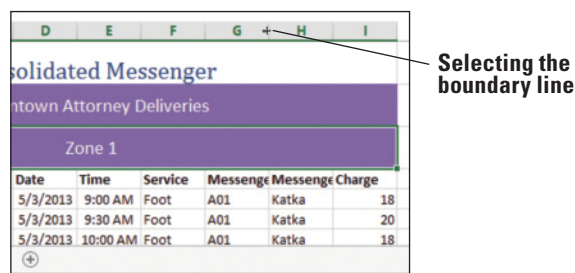 D E F G H I
solidated Messenger
ntown Attorney Deliveries
Zone 1
Date Time Service Messenge Messenge Charge
5/3/2013 9:00 AM Foot A01 Katka 18
5/3/2013 9:30 AM Foot A01 Katka 20
5/3/2013 10:00 AM Foot A01 Katka 18
Selecting the
boundary line